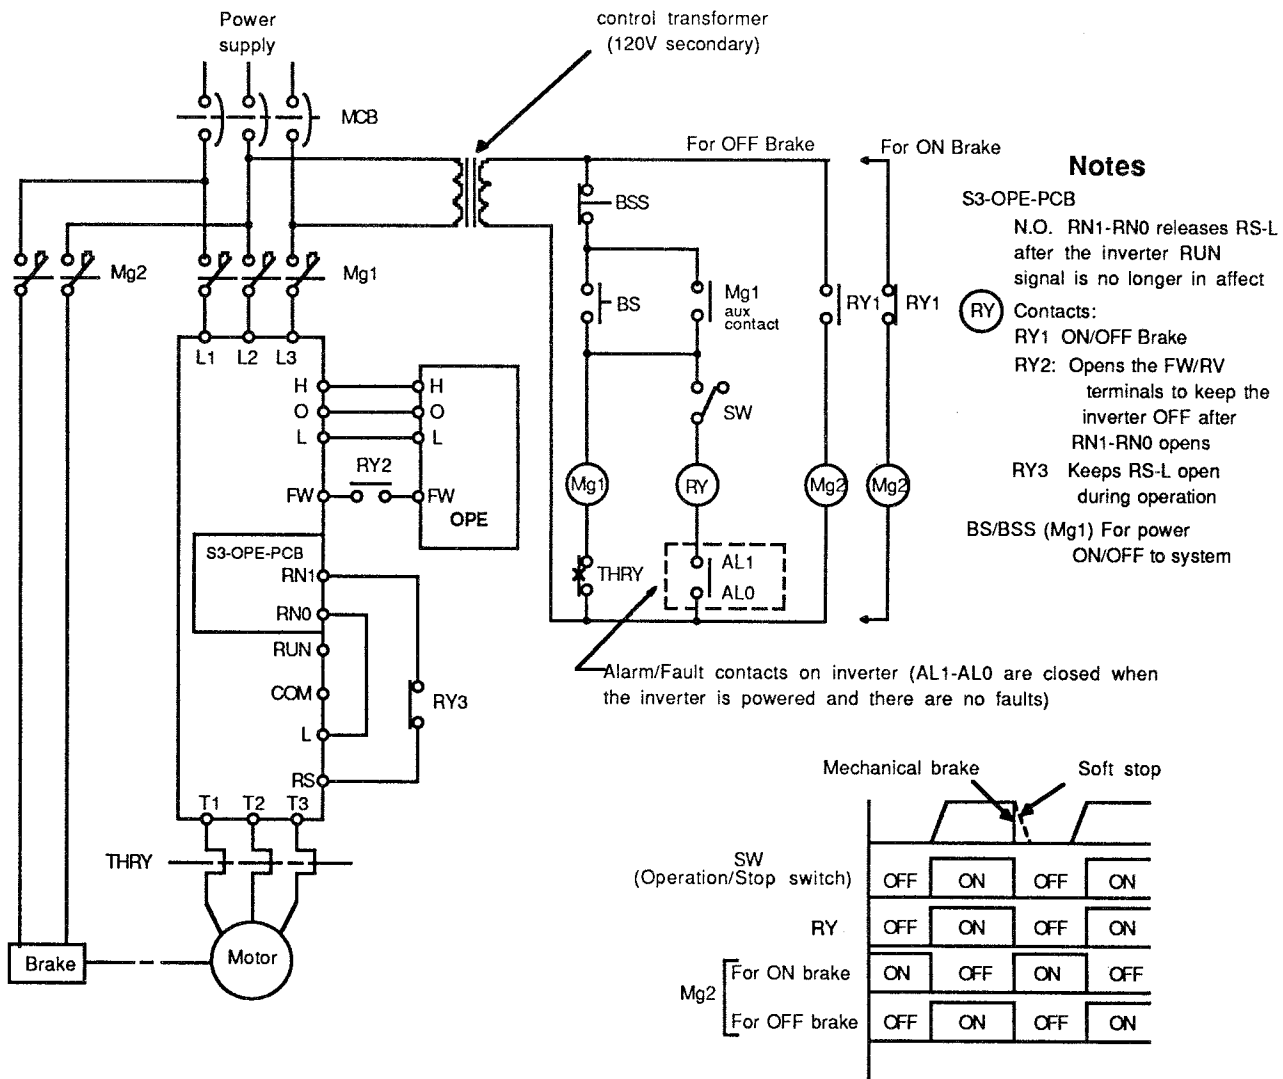 Power
supply
control transformer
(120V secondary)
MCB
For OFF Brake
For ON Brake
BSS
Mg2
Mg1
BS
Mg1
aux
contact
RY1
RY1
L1 L2 L3
H
O
L
H
O
L
SW
RY2
FW
FW
OPE
Mg1
RY
Mg2
Mg2
S3-OPE-PCB
RN1
RN0
RUN
COM
L
RS
RY3
THRY
AL1
AL0
T1 T2 T3
THRY
Brake
Motor
Notes
S3-OPE-PCB
N.O. RN1-RN0 releases RS-L
after the inverter RUN
signal is no longer in affect
RY Contacts:
RY1 ON/OFF Brake
RY2: Opens the FW/RV
terminals to keep the
inverter OFF after
RN1-RN0 opens
RY3 Keeps RS-L open
during operation
BS/BSS (Mg1) For power
ON/OFF to system
Alarm/Fault contacts on inverter (AL1-AL0 are closed when
the inverter is powered and there are no faults)
Mechanical brake
Soft stop
SW
(Operation/Stop switch)
OFF ON OFF ON
RY
OFF ON OFF ON
Mg2
For ON brake
ON OFF ON OFF
For OFF brake
OFF ON OFF ON